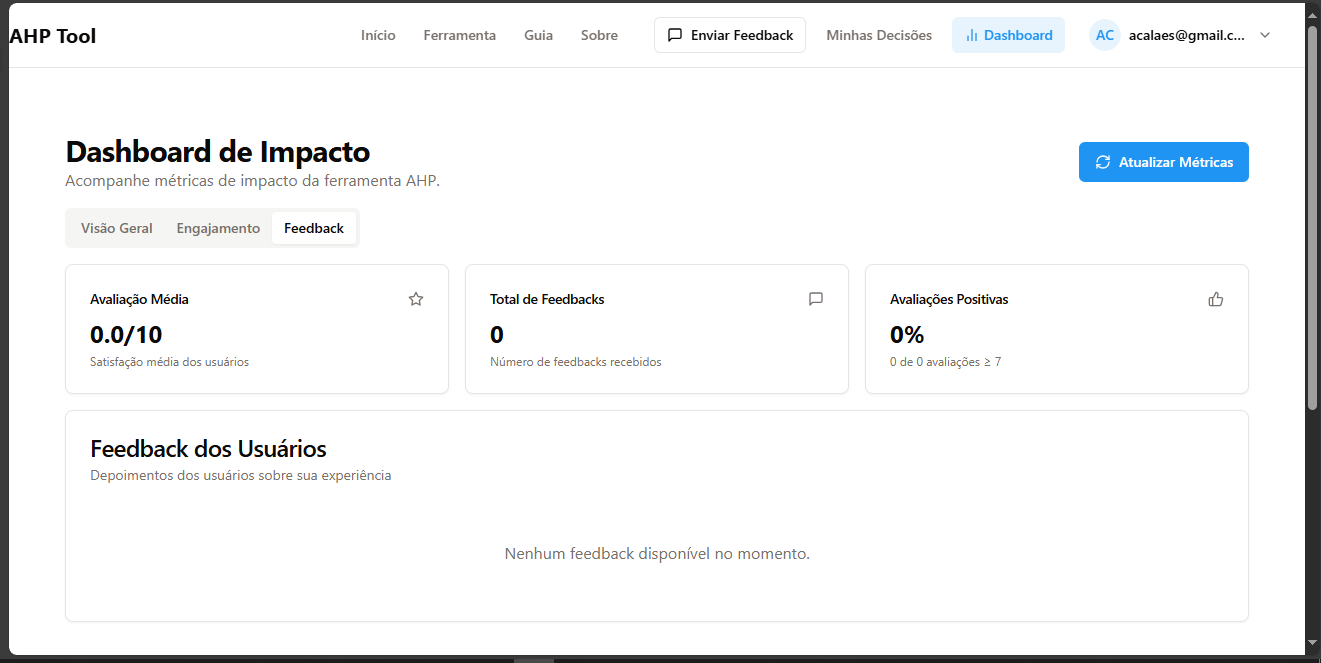 AHP Tool
Início
Ferramenta
Guia
Sobre
Enviar Feedback
Minhas Decisões
Dashboard
AC
acalaes@gmail.c...
Dashboard de Impacto
Acompanhe métricas de impacto da ferramenta AHP.
Atualizar Métricas
Visão Geral
Engajamento
Feedback
Avaliação Média
0.0/10
Satisfação média dos usuários
Total de Feedbacks
0
Número de feedbacks recebidos
Avaliações Positivas
0%
0 de 0 avaliações ≥ 7
Feedback dos Usuários
Depoimentos dos usuários sobre sua experiência
Nenhum feedback disponível no momento.